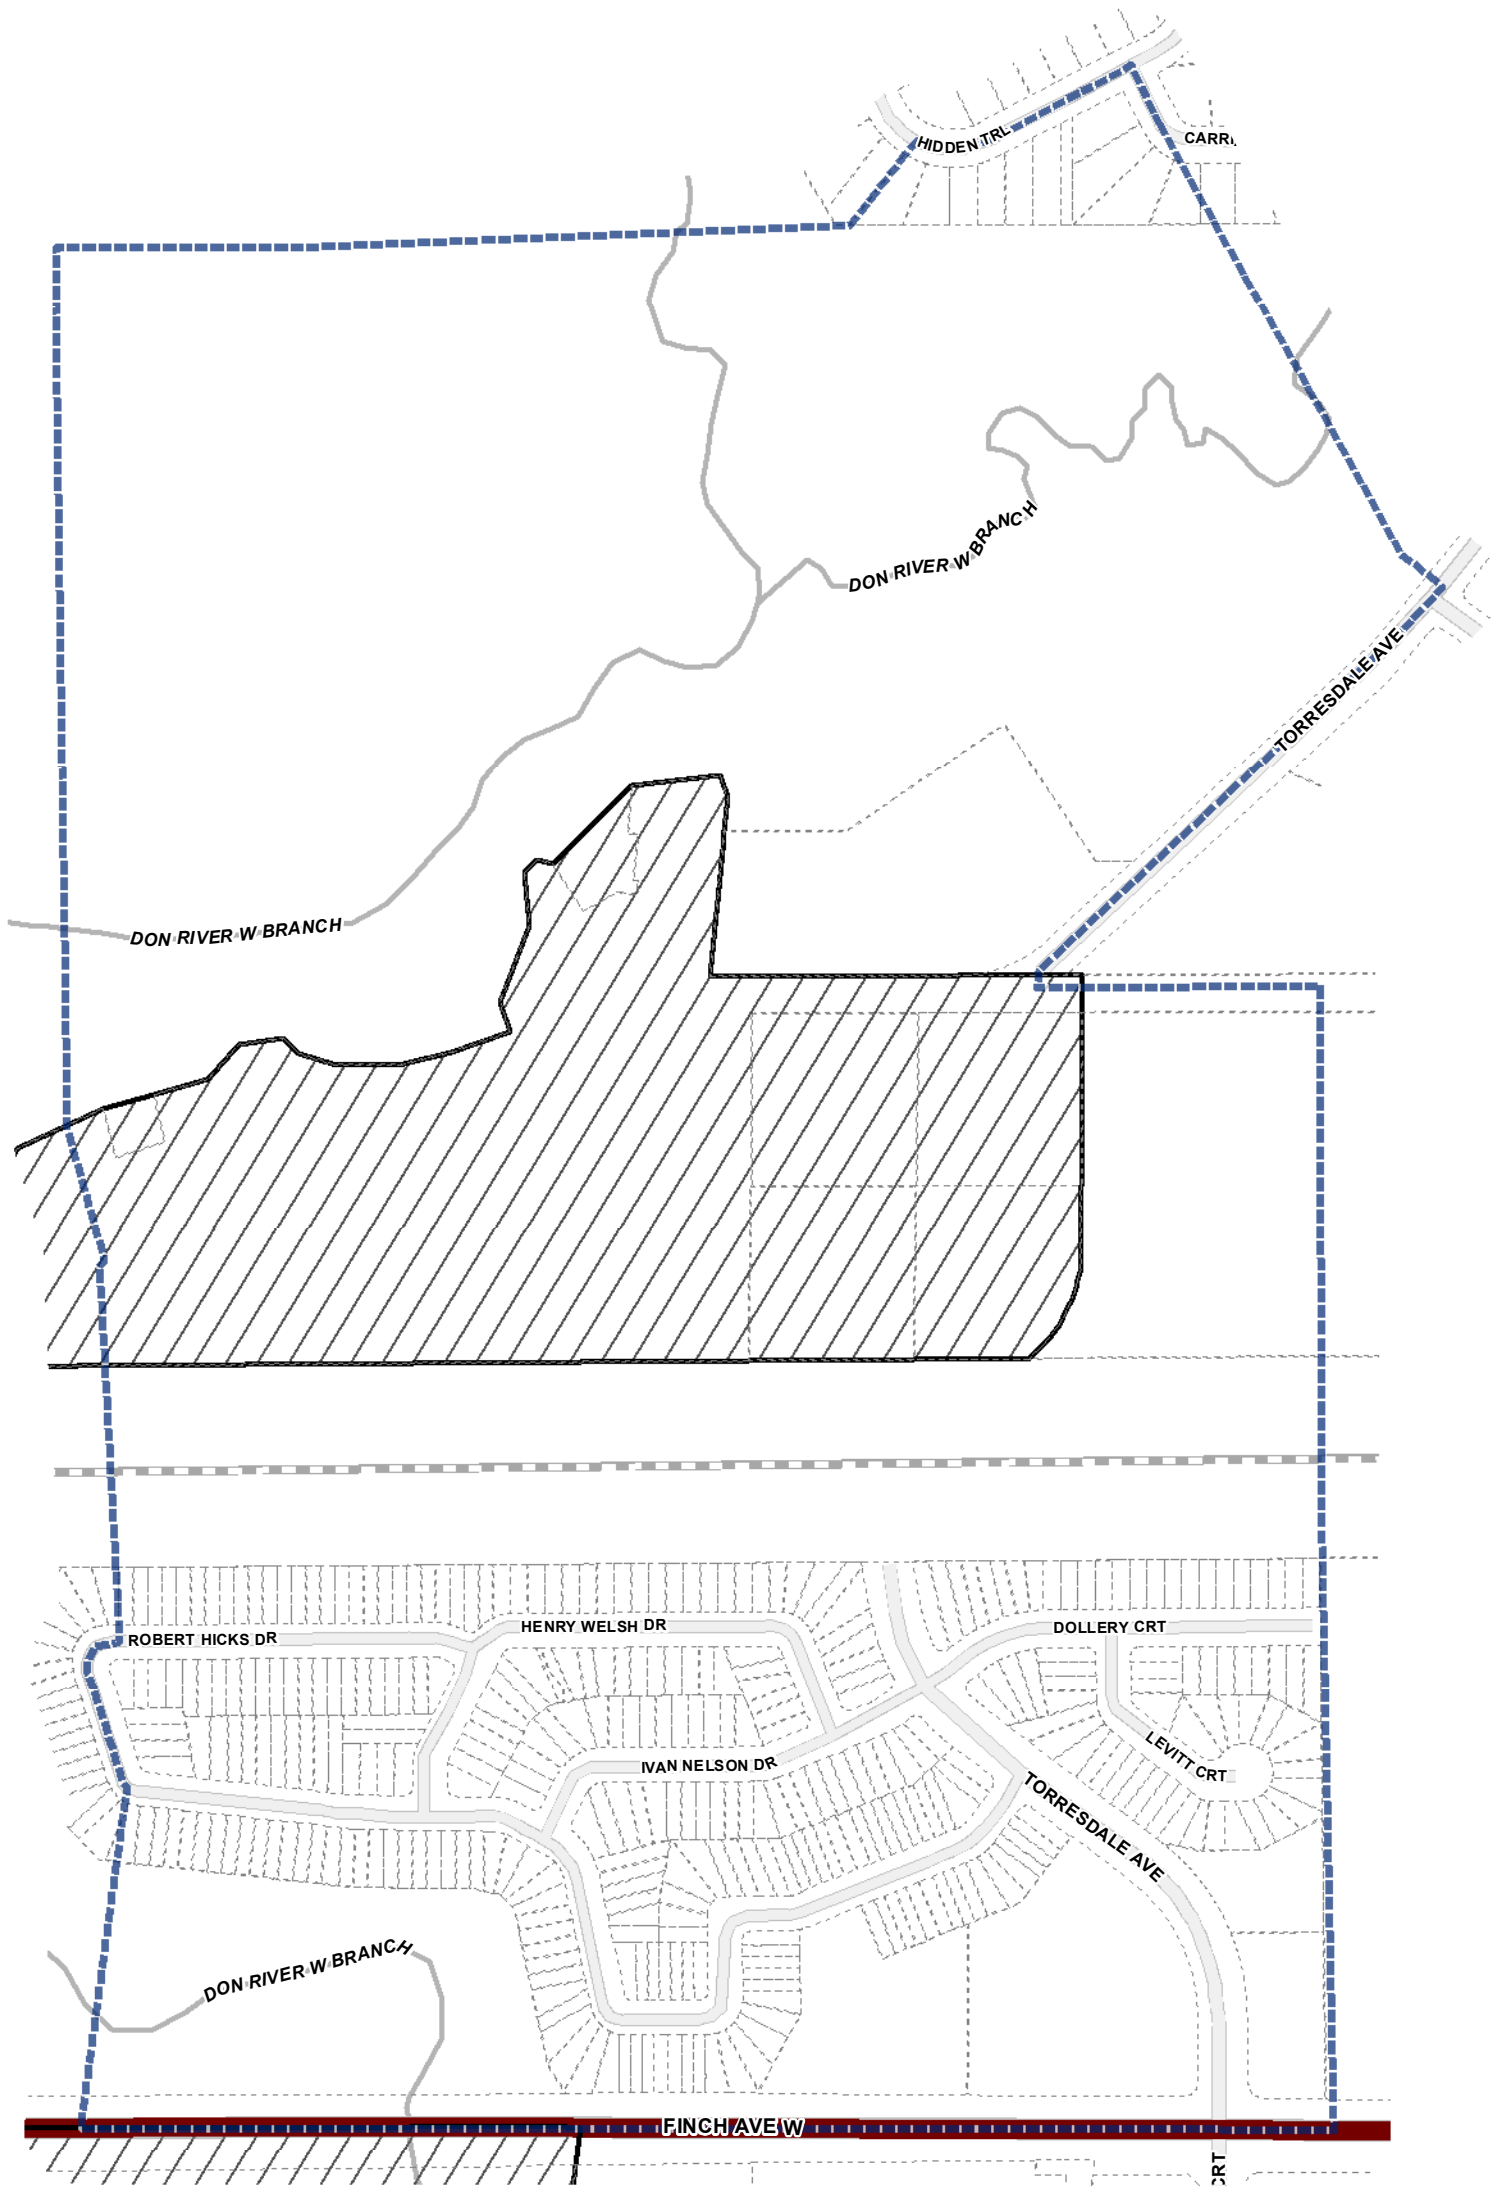 HIDDEN TRL
CARR
DON RIVER W BRANCH
TORRESDALE AVE
DON RIVER W BRANCH
HENRY WELSH DR
DOLLERY CRT
ROBERT HICKS DR
IVAN NELSON DR
LEVITT CRT
TORRESDALE AVE
DON RIVER W BRANCH
FINCH AVE W
CRT